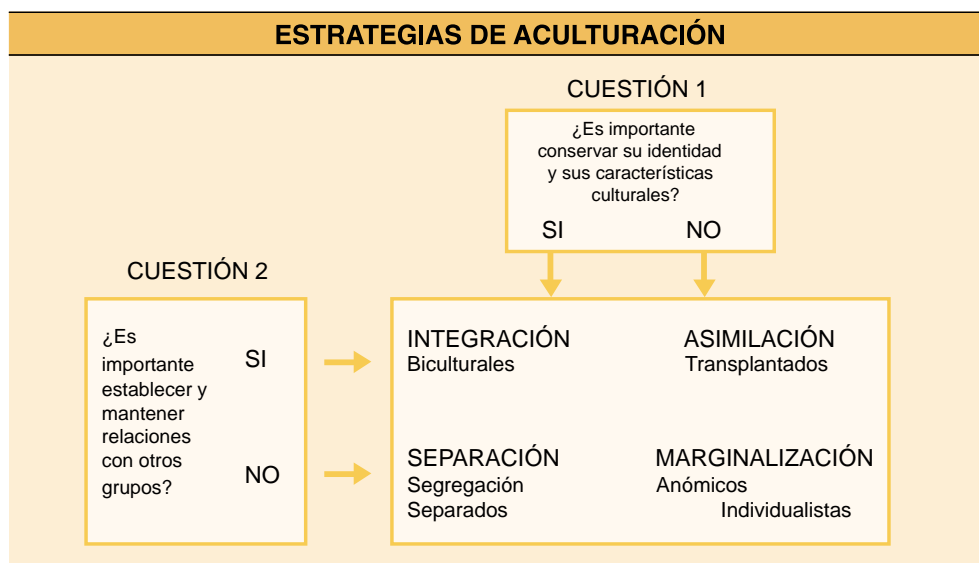 ESTRATEGIAS DE ACULTURACIÓN
CUESTIÓN 1
¿Es importante
conservar su identidad
y sus características
culturales?
SI NO
CUESTIÓN 2
¿Es
importante
establecer y
mantener
relaciones
con otros
grupos?
SI
NO
INTEGRACIÓN
Biculturales
ASIMILACIÓN
Transplantados
SEPARACIÓN
Segregación
Separados
MARGINALIZACIÓN
Anómicos
Individualistas